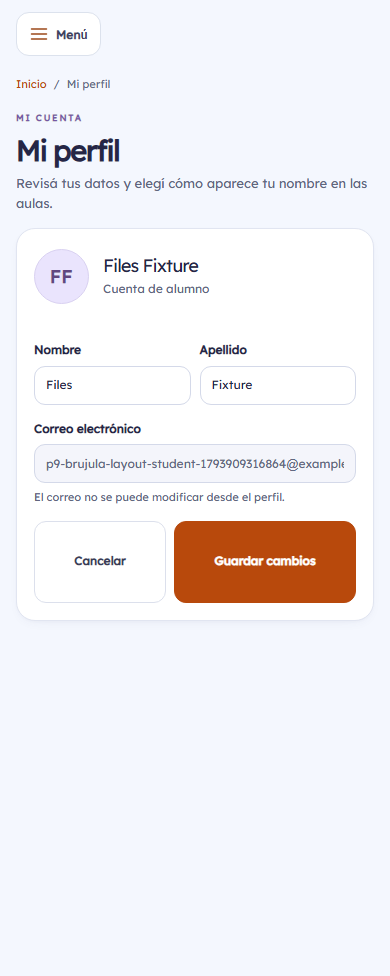 Menú
Inicio / Mi perfil
MI CUENTA
Mi perfil
Revisá tus datos y elegí cómo aparece tu nombre en las
aulas.
FF
Files Fixture
Cuenta de alumno
Nombre
Apellido
Files
Fixture
Correo electrónico
p9-brujula-layout-student-1793909316864@example
El correo no se puede modificar desde el perfil.
Cancelar
Guardar cambios